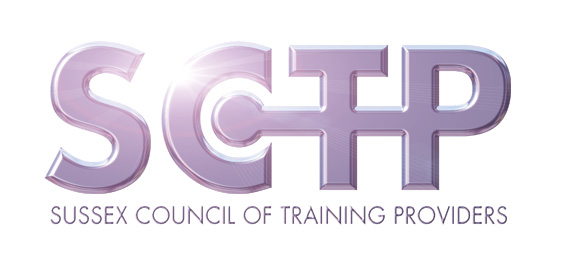 SCTP
SUSSEX COUNCIL OF TRAINING PROVIDERS